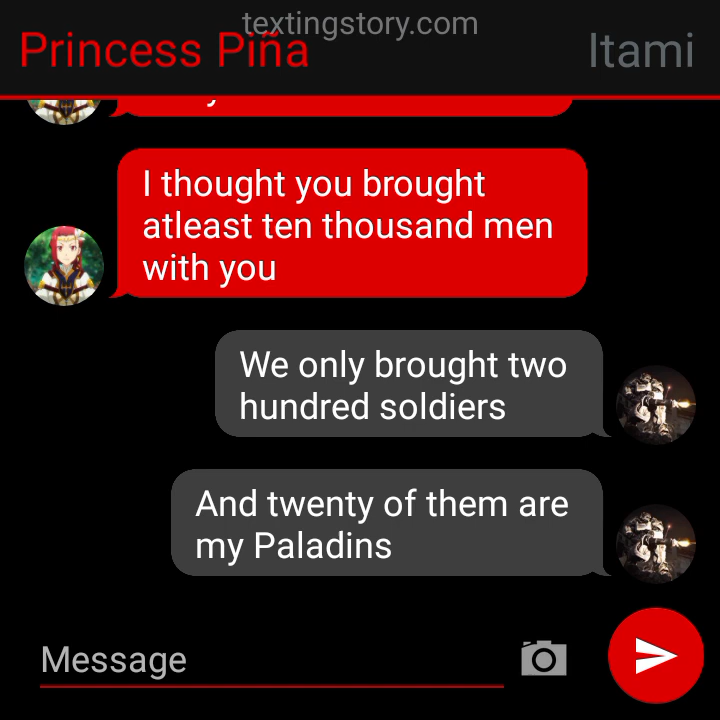 textingstory.com
Princess Piña
Itami
I thought you brought
atleast ten thousand men
with you
We only brought two
hundred soldiers
And twenty of them are
my Paladins
Message